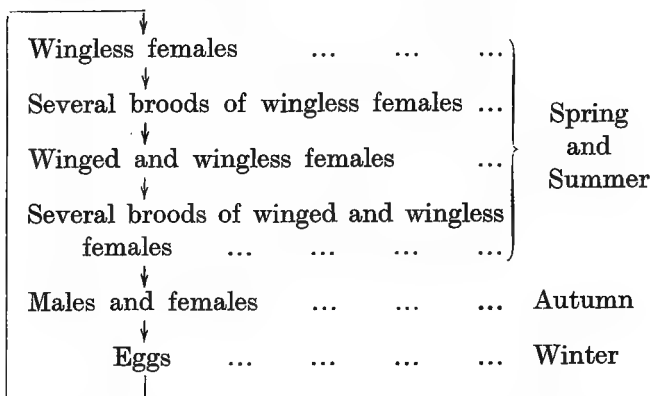 Wingless females ... ... ...
Several broods of wingless females ...
Winged and wingless females ...
Spring
and
Summer
Several broods of winged and wingless
females ... ... ... ...
Males and females ... ... ... Autumn
Eggs ... ... ... ... Winter